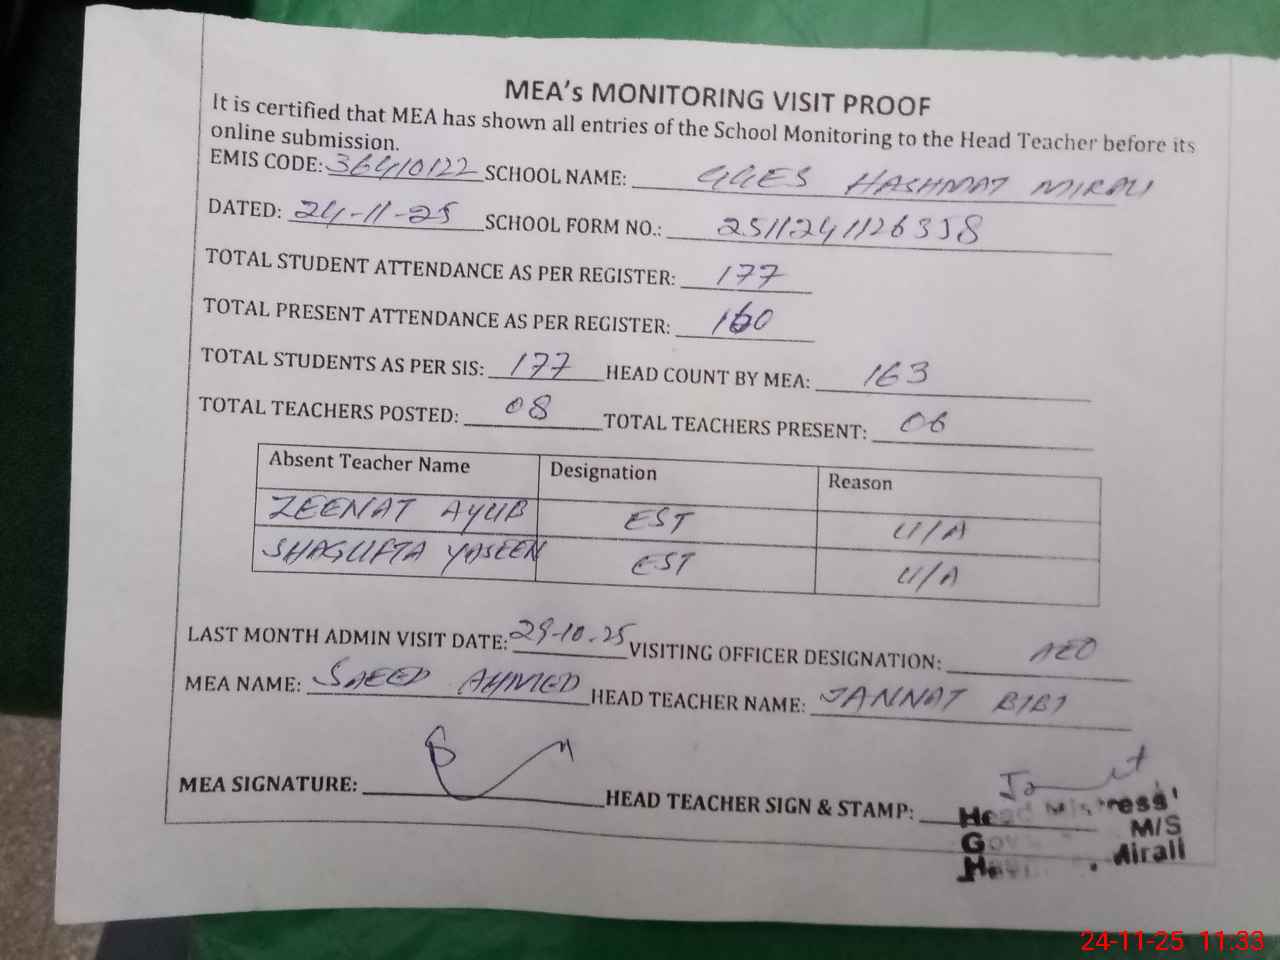 MEA's MONITORING VISIT PROOF
It is certified that MEA has shown all entries of the School Monitoring to the Head Teacher before its
online submission.
EMIS CODE: 36410122 SCHOOL NAME: GGES HASHMAT MIRALI
DATED: 24-11-25 SCHOOL FORM NO.: 2511241126358
TOTAL STUDENT ATTENDANCE AS PER REGISTER: 177
TOTAL PRESENT ATTENDANCE AS PER REGISTER: 160
TOTAL STUDENTS AS PER SIS: 177 HEAD COUNT BY MEA: 163
TOTAL TEACHERS POSTED: 08 TOTAL TEACHERS PRESENT: 06
Absent Teacher Name Designation Reason
ZEENAT AYUB EST U/A
SHAGUFTA YASEEN EST U/A
LAST MONTH ADMIN VISIT DATE: 29-10.25 VISITING OFFICER DESIGNATION: AEO
MEA NAME: SAEED AHMED HEAD TEACHER NAME: JANNAT BIBI
MEA SIGNATURE: HEAD TEACHER SIGN & STAMP:
Head Mistress
M/S
Mirali
24-11-25 11:33